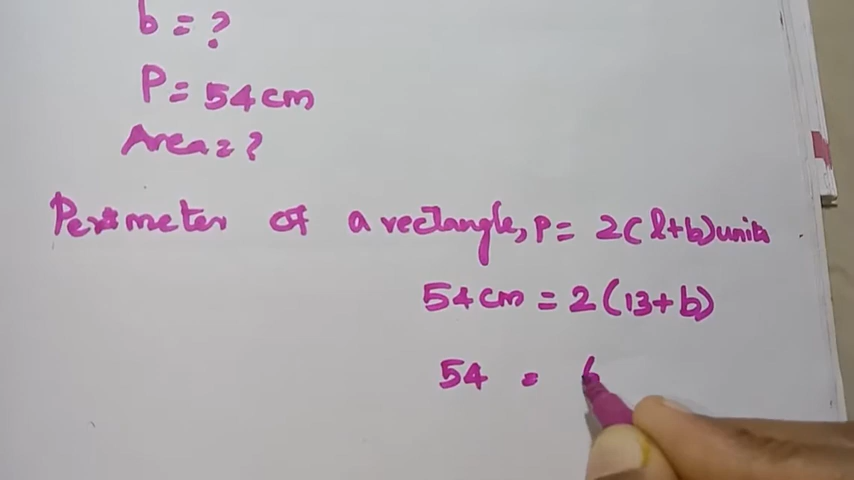 b = ?
P = 54 cm
Area = ?
Perimeter of a rectangle, P = 2(l+b) units
54 cm = 2(13+b)
54 =